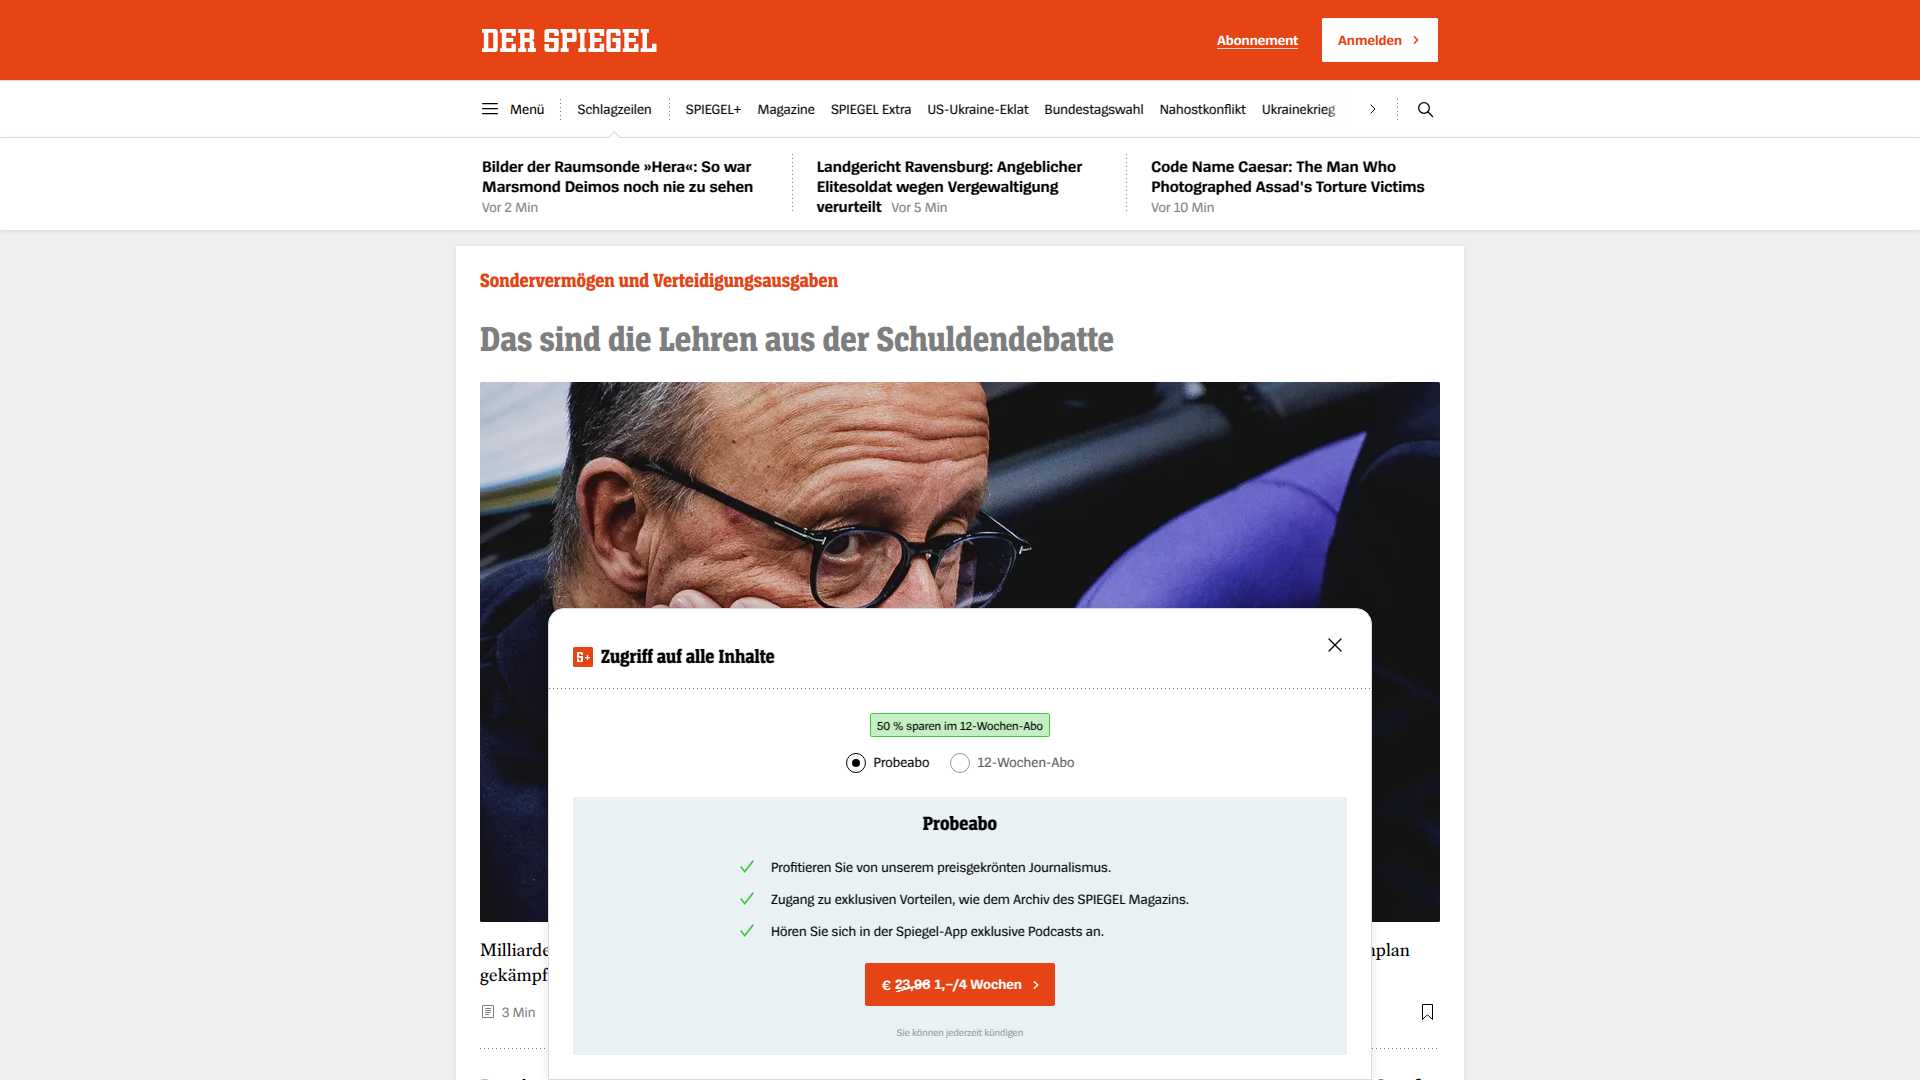 DER SPIEGEL
Abonnement
Anmelden
Menü
Schlagzeilen
SPIEGEL+
Magazine
SPIEGEL Extra
US-Ukraine-Eklat
Bundestagswahl
Nahostkonflikt
Ukrainekrieg
Bilder der Raumsonde »Hera«: So war
Marsmond Deimos noch nie zu sehen
Vor 2 Min
Landgericht Ravensburg: Angeblicher
Elitesoldat wegen Vergewaltigung
verurteilt Vor 5 Min
Code Name Caesar: The Man Who
Photographed Assad's Torture Victims
Vor 10 Min
Sondervermögen und Verteidigungsausgaben
Das sind die Lehren aus der Schuldendebatte
Zugriff auf alle Inhalte
50 % sparen im 12-Wochen-Abo
Probeabo
12-Wochen-Abo
Probeabo
Profitieren Sie von unserem preisgekrönten Journalismus.
Zugang zu exklusiven Vorteilen, wie dem Archiv des SPIEGEL Magazins.
Hören Sie sich in der Spiegel-App exklusive Podcasts an.
€ 23,96 1,–/4 Wochen
Sie können jederzeit kündigen
3 Min